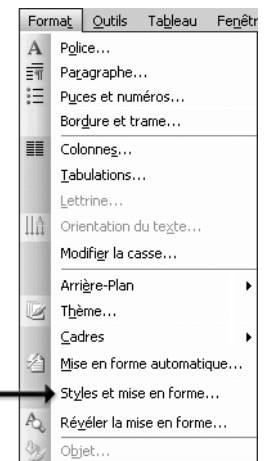 Format Outils Tableau Fenêtr
Police...
Paragraphe...
Puces et numéros...
Bordure et trame...
Colonnes...
Tabulations...
Lettrine...
Orientation du texte...
Modifier la casse...
Arrière-Plan
Thème...
Cadres
Mise en forme automatique...
Styles et mise en forme...
Révéler la mise en forme...
Objet...